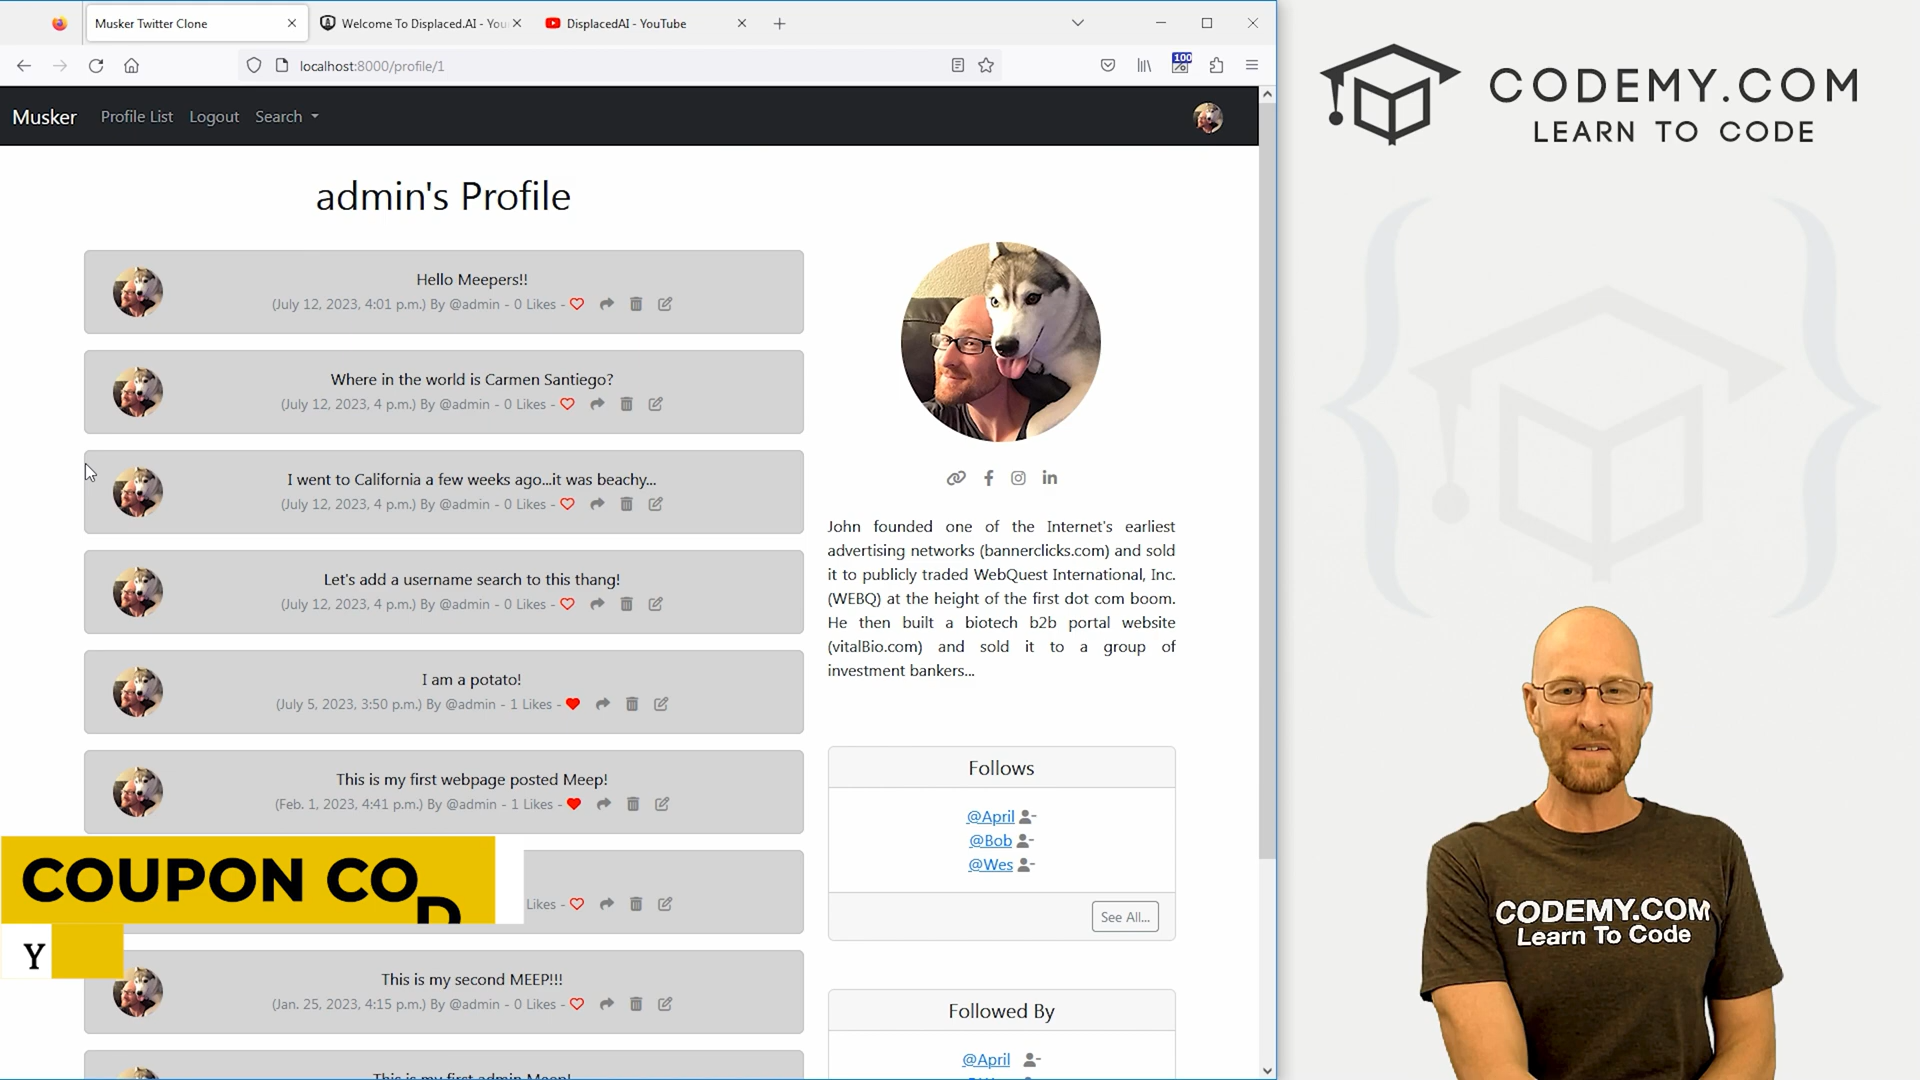 Musker Twitter Clone
Welcome To Displaced.AI - You
DisplacedAI - YouTube
localhost:8000/profile/1
100
%
Musker
Profile List
Logout
Search
admin's Profile
Hello Meepers!!
(July 12, 2023, 4:01 p.m.) By @admin - 0 Likes -
Where in the world is Carmen Santiego?
(July 12, 2023, 4 p.m.) By @admin - 0 Likes -
I went to California a few weeks ago...it was beachy...
(July 12, 2023, 4 p.m.) By @admin - 0 Likes -
Let's add a username search to this thang!
(July 12, 2023, 4 p.m.) By @admin - 0 Likes -
I am a potato!
(July 5, 2023, 3:50 p.m.) By @admin - 1 Likes -
This is my first webpage posted Meep!
(Feb. 1, 2023, 4:41 p.m.) By @admin - 1 Likes -
COUPON COD
Likes -
Y
This is my second MEEP!!!
(Jan. 25, 2023, 4:15 p.m.) By @admin - 0 Likes -
This is my first admin Meep!
John founded one of the Internet's earliest
advertising networks (bannerclicks.com) and sold
it to publicly traded WebQuest International, Inc.
(WEBQ) at the height of the first dot com boom.
He then built a biotech b2b portal website
(vitalBio.com) and sold it to a group of
investment bankers...
Follows
@April
@Bob
@Wes
See All...
Followed By
@April
CODEMY.COM
LEARN TO CODE
CODEMY.COM
Learn To Code